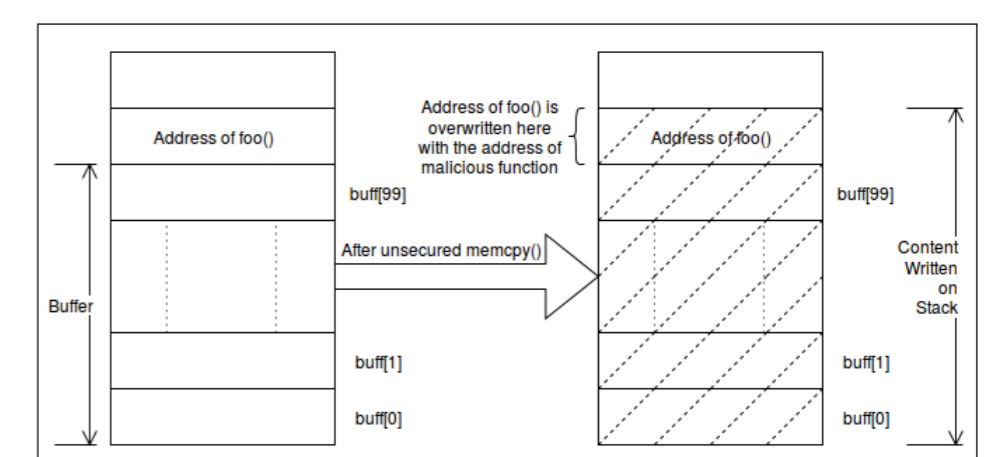 Address of foo()
Buffer
buff[99]
buff[1]
buff[0]
After unsecured memcpy()
Address of foo() is
overwritten here
with the address of
malicious function
Address of foo()
buff[99]
buff[1]
buff[0]
Content
Written
on
Stack